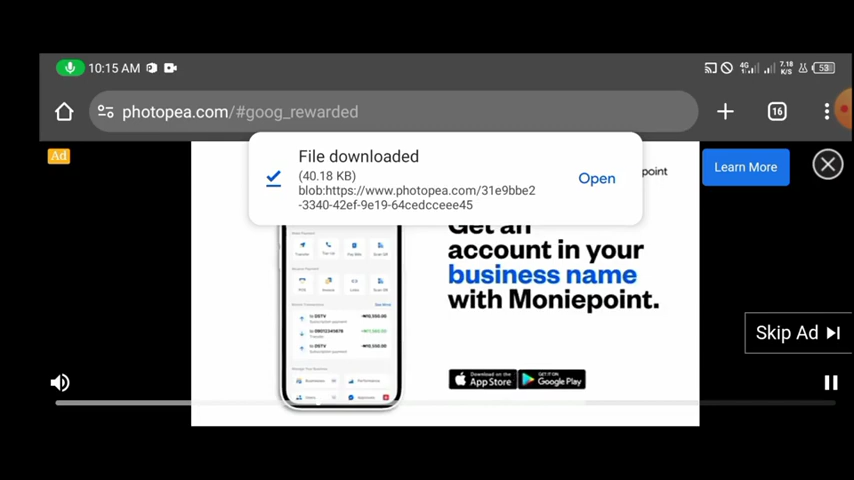 10:15 AM
4G
7.18 K/S
53
photopea.com/#goog_rewarded
16
Ad
File downloaded
(40.18 KB)
blob:https://www.photopea.com/31e9bbe2
-3340-42ef-9e19-64cedcceee45
Open
point
Learn More
Get an
account in your
business name
with Moniepoint.
Skip Ad
Download on the
App Store
GET IT ON
Google Play